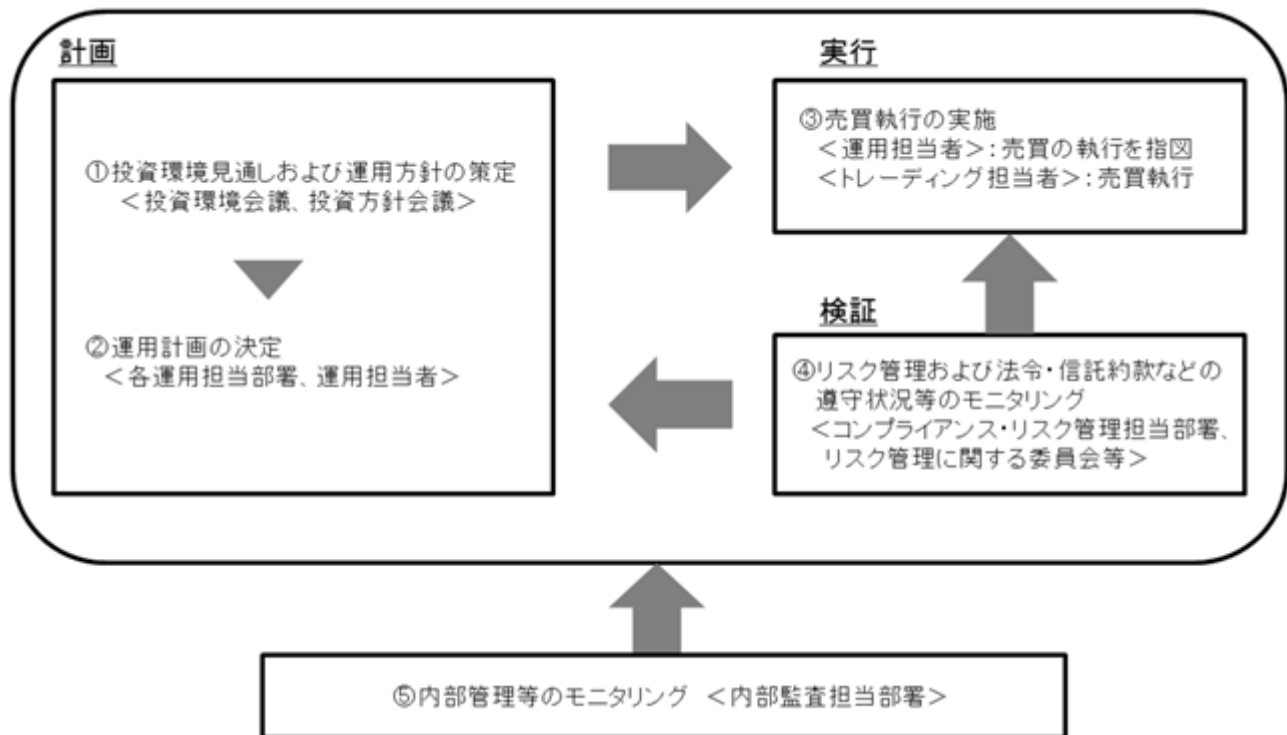 計画
①投資環境見通しおよび運用方針の策定
＜投資環境会議、投資方針会議＞
②運用計画の決定
＜各運用担当部署、運用担当者＞
実行
③売買執行の実施
＜運用担当者＞：売買の執行を指図
＜トレーディング担当者＞：売買執行
検証
④リスク管理および法令・信託約款などの
遵守状況等のモニタリング
＜コンプライアンス・リスク管理担当部署、
リスク管理に関する委員会等＞
⑤内部管理等のモニタリング ＜内部監査担当部署＞